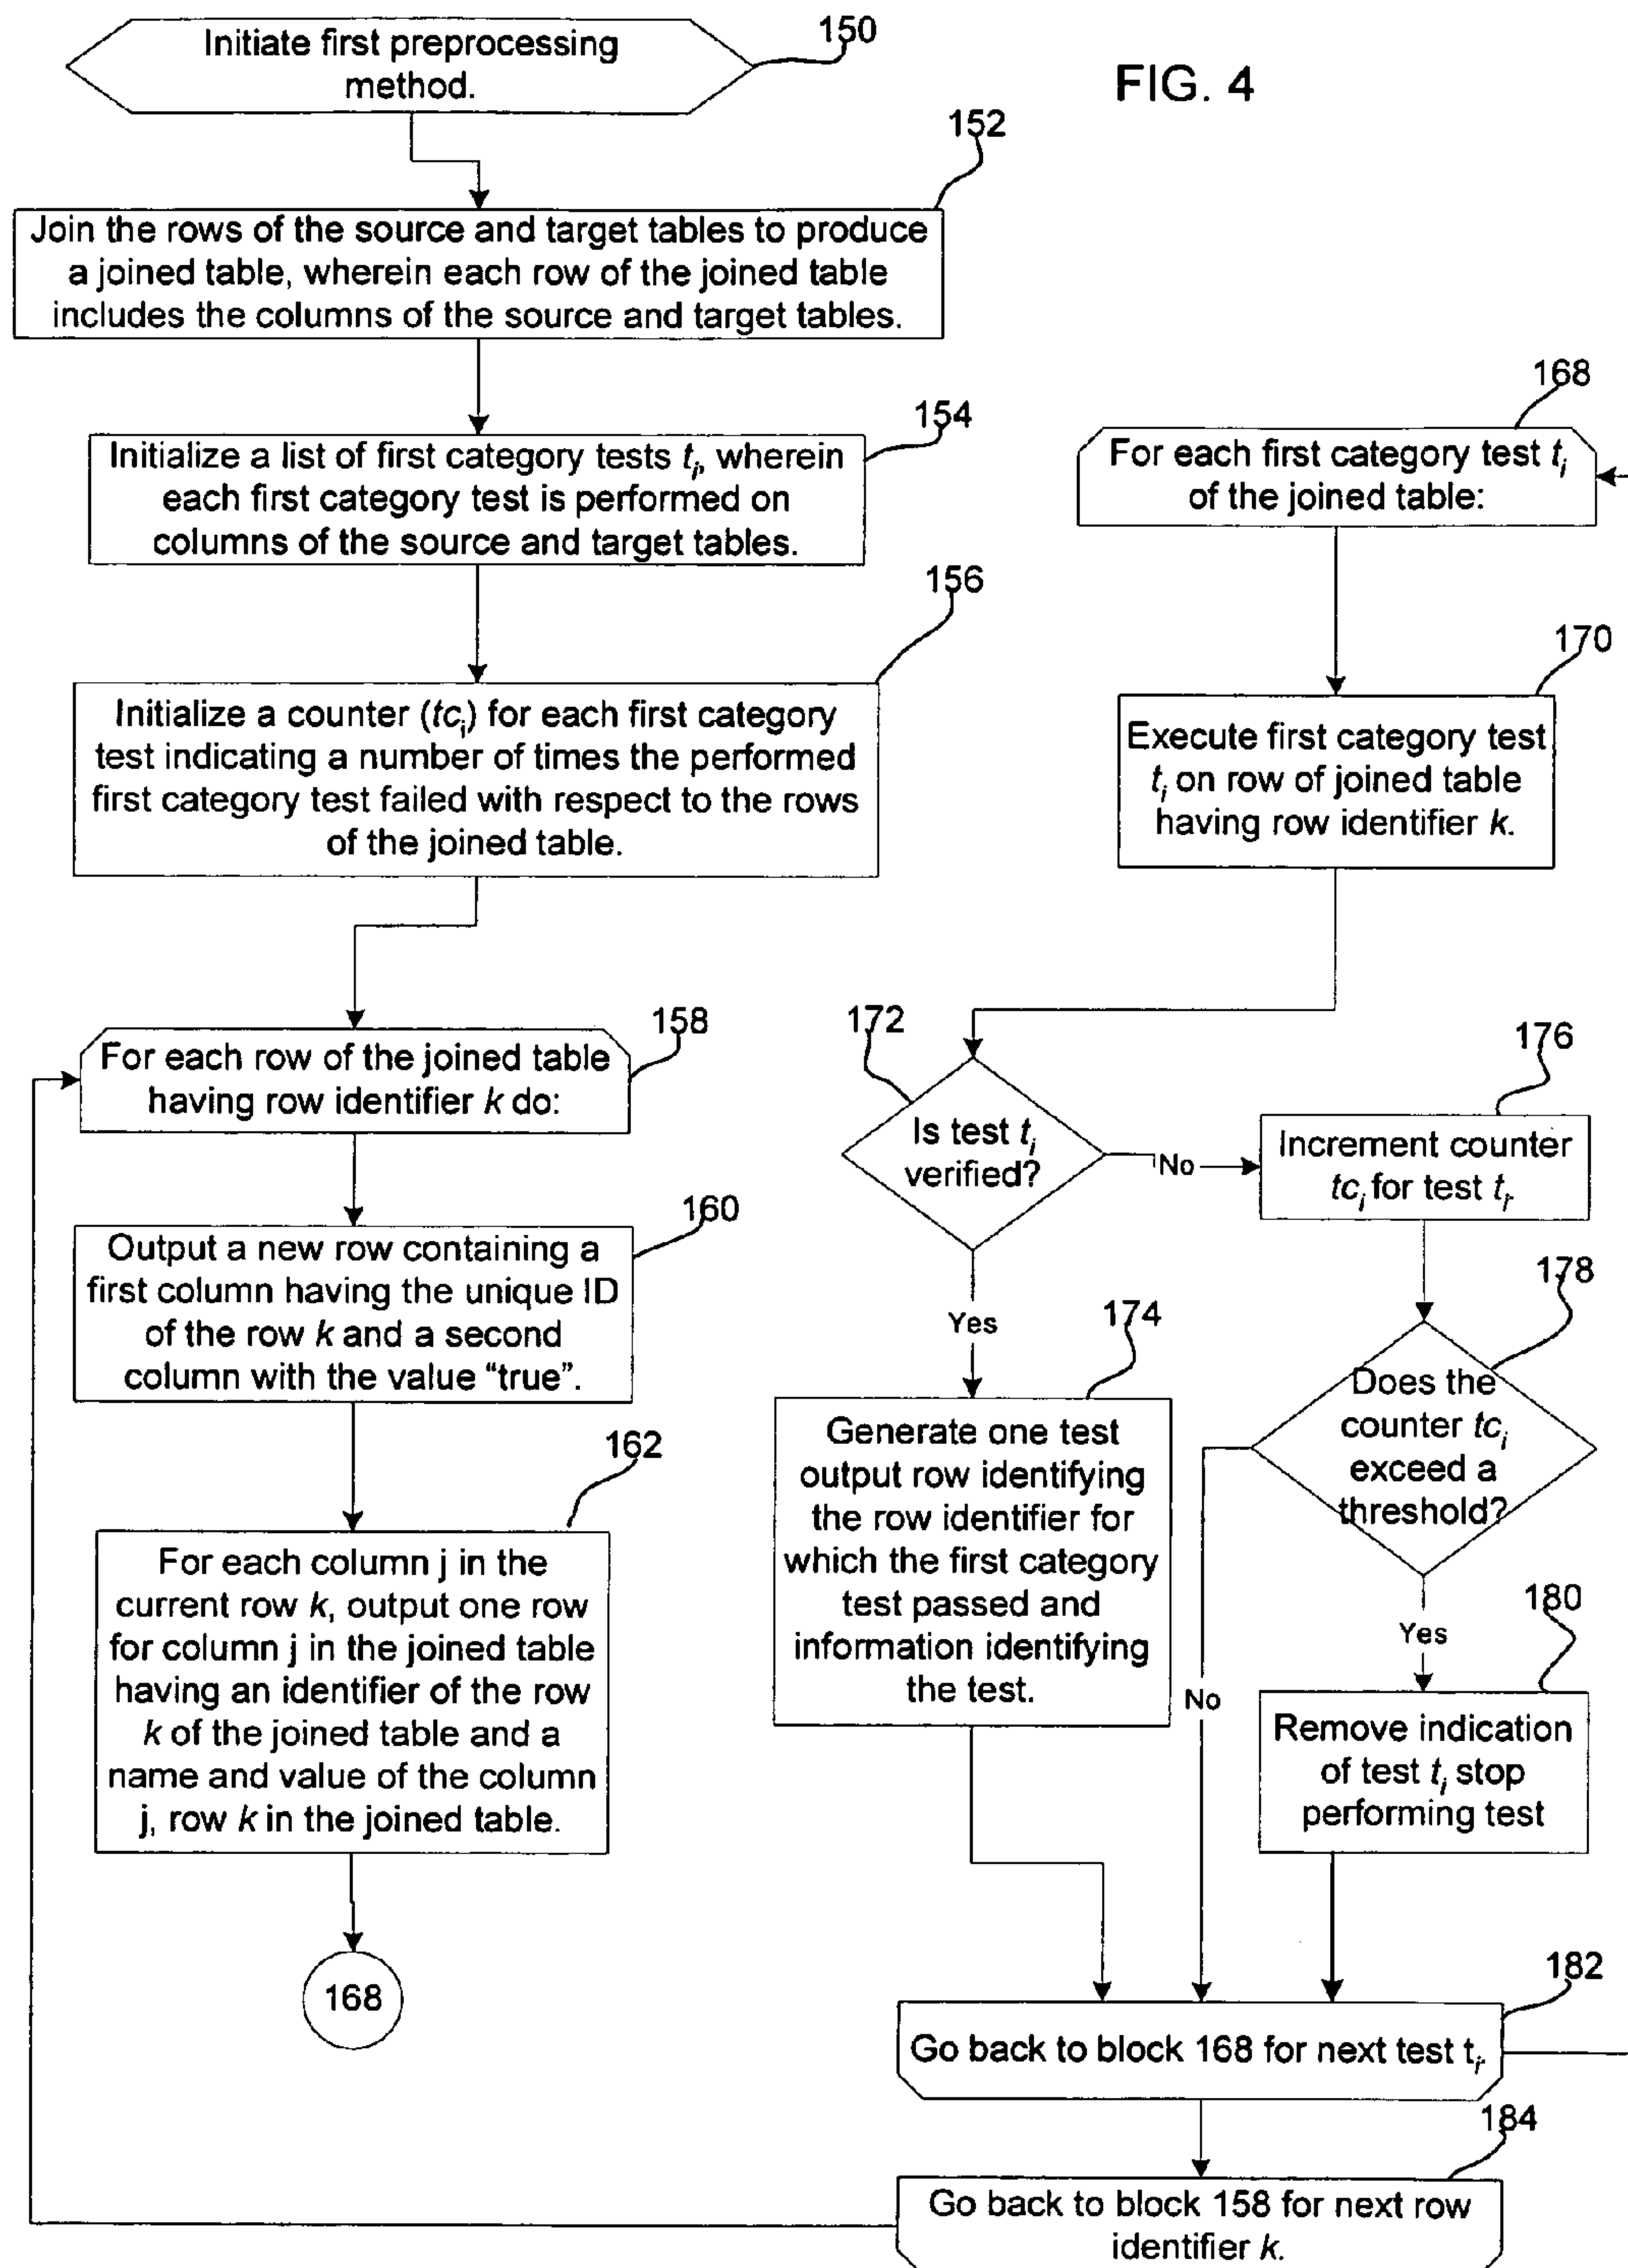 FIG. 4
150
Initiate first preprocessing
method.
152
Join the rows of the source and target tables to produce
a joined table, wherein each row of the joined table
includes the columns of the source and target tables.
154
Initialize a list of first category tests ti, wherein
each first category test is performed on
columns of the source and target tables.
156
Initialize a counter (tci) for each first category
test indicating a number of times the performed
first category test failed with respect to the rows
of the joined table.
158
For each row of the joined table
having row identifier k do:
160
Output a new row containing a
first column having the unique ID
of the row k and a second
column with the value “true”.
162
For each column j in the
current row k, output one row
for column j in the joined table
having an identifier of the row
k of the joined table and a
name and value of the column
j, row k in the joined table.
168
168
For each first category test ti
of the joined table:
170
Execute first category test
ti on row of joined table
having row identifier k.
172
Is test ti
verified?
No
Yes
174
Generate one test
output row identifying
the row identifier for
which the first category
test passed and
information identifying
the test.
176
Increment counter
tci for test ti.
178
Does the
counter tci
exceed a
threshold?
No
Yes
180
Remove indication
of test ti stop
performing test
182
Go back to block 168 for next test ti.
184
Go back to block 158 for next row
identifier k.